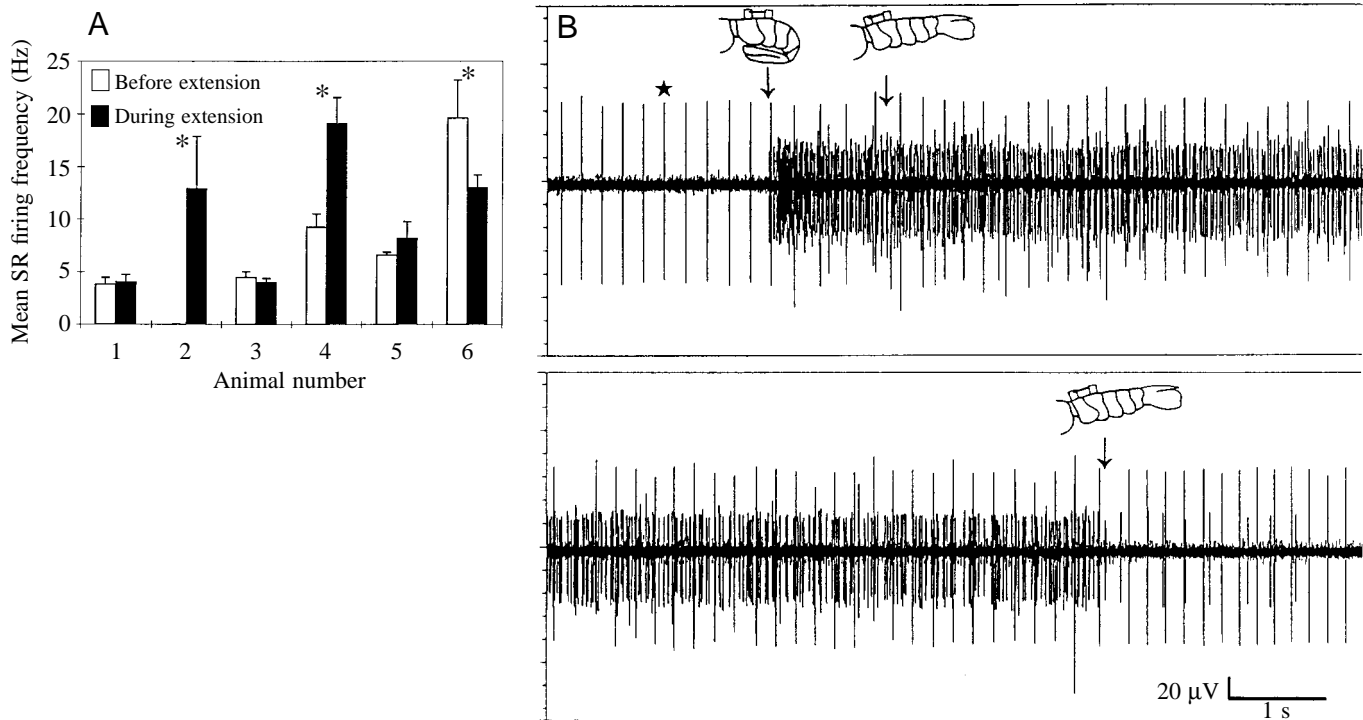 A
Mean SR firing frequency (Hz)
25
20
15
10
5
0
Before extension
During extension
*
*
*
1 2 3 4 5 6
Animal number
B
★
20 µV
1 s